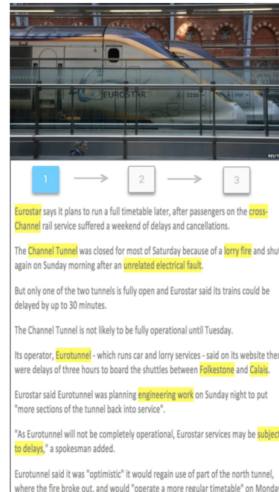 EUROSTAR
1
2
3
Eurostar says it plans to run a full timetable later, after passengers on the cross-
Channel rail service suffered a weekend of delays and cancellations.
The Channel Tunnel was closed for most of Saturday because of a lorry fire and shut
again on Sunday morning after an unrelated electrical fault.
But only one of the two tunnels is fully open and Eurostar said its trains could be
delayed by up to 30 minutes.
The Channel Tunnel is not likely to be fully operational until Tuesday.
Its operator, Eurotunnel - which runs car and lorry services - said on its website there
were delays of three hours to board the shuttles between Folkestone and Calais.
Eurostar said Eurotunnel was planning engineering work on Sunday night to put
"more sections of the tunnel back into service".
"As Eurotunnel will not be completely operational, Eurostar services may be subject
to delays," a spokesman added.
Eurotunnel said it was "optimistic" it would regain use of part of the north tunnel,
where the fire broke out, and would "operate a more regular timetable" on Monday